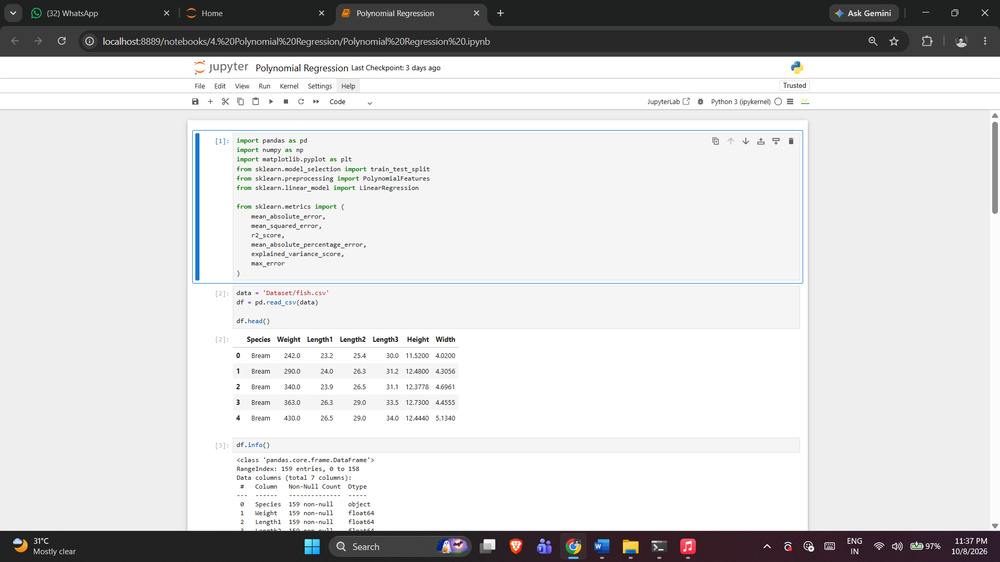 (32) WhatsApp
Home
Polynomial Regression
Ask Gemini
localhost:8889/notebooks/4.%20Polynomial%20Regression/Polynomial%20Regression%20.ipynb
jupyter Polynomial Regression Last Checkpoint: 3 days ago
File Edit View Run Kernel Settings Help
Trusted
Code
JupyterLab
Python 3 (ipykernel)
[1]:
import pandas as pd
import numpy as np
import matplotlib.pyplot as plt
from sklearn.model_selection import train_test_split
from sklearn.preprocessing import PolynomialFeatures
from sklearn.linear_model import LinearRegression
from sklearn.metrics import (
    mean_absolute_error,
    mean_squared_error,
    r2_score,
    mean_absolute_percentage_error,
    explained_variance_score,
    max_error
)
[2]:
data = 'Dataset/fish.csv'
df = pd.read_csv(data)
df.head()
[2]:
Species Weight Length1 Length2 Length3 Height Width
0 Bream 242.0 23.2 25.4 30.0 11.5200 4.0200
1 Bream 290.0 24.0 26.3 31.2 12.4800 4.3056
2 Bream 340.0 23.9 26.5 31.1 12.3778 4.6961
3 Bream 363.0 26.3 29.0 33.5 12.7300 4.4555
4 Bream 430.0 26.5 29.0 34.0 12.4440 5.1340
[3]:
df.info()
<class 'pandas.core.frame.DataFrame'>
RangeIndex: 159 entries, 0 to 158
Data columns (total 7 columns):
 #   Column   Non-Null Count  Dtype
---  ------   --------------  -----
 0   Species  159 non-null    object
 1   Weight   159 non-null    float64
 2   Length1  159 non-null    float64
 3   Length2  159 non-null    float64
31°C
Mostly clear
Search
ENG
IN
97%
11:37 PM
10/8/2026